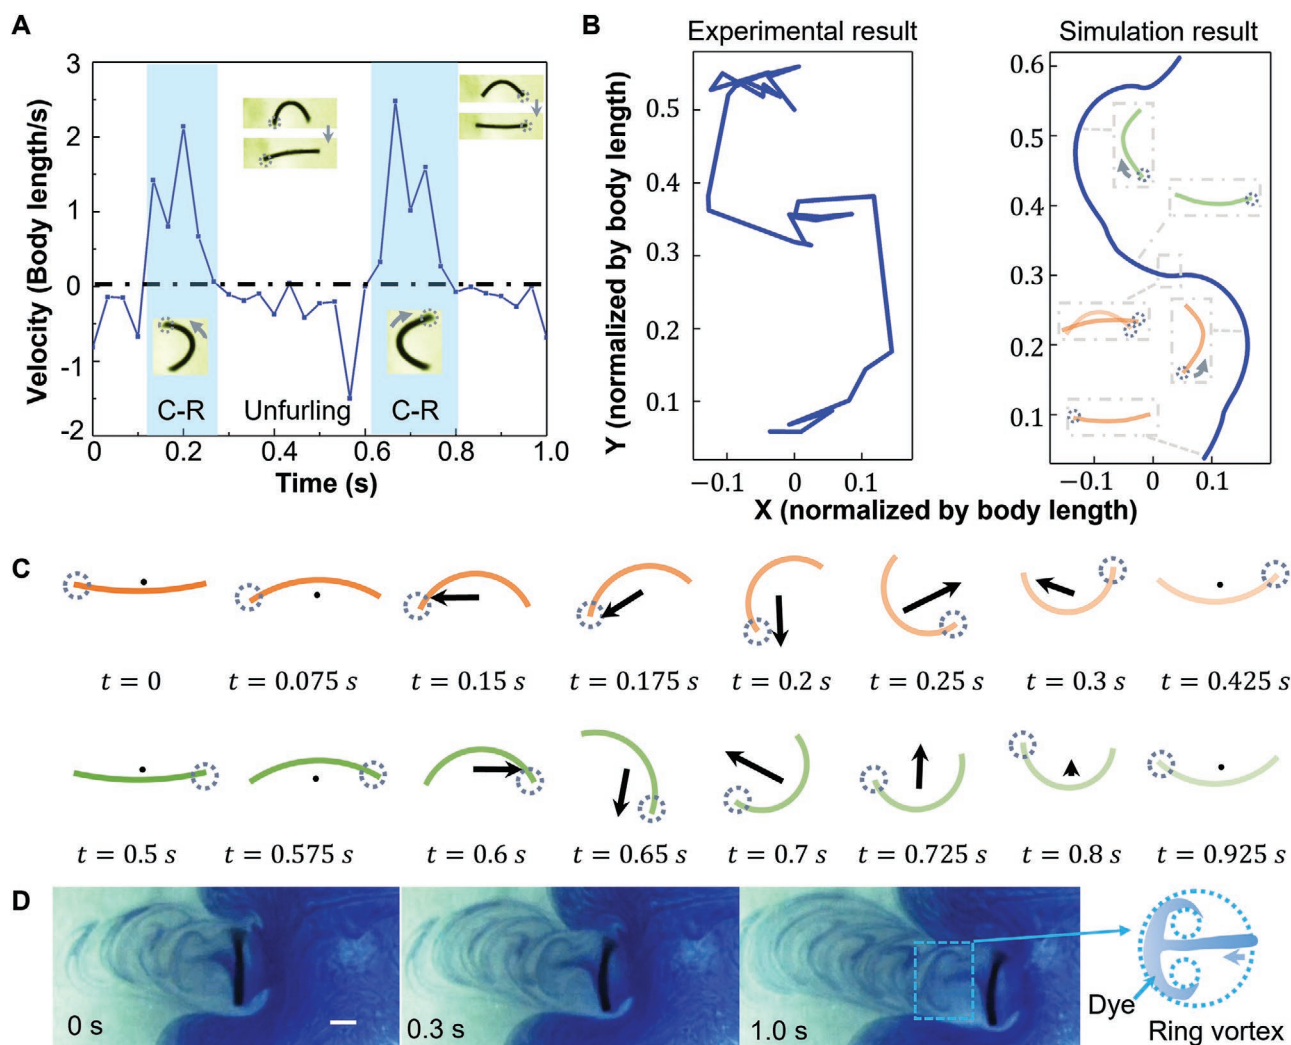 A
B
Experimental result
Simulation result
Velocity (Body length/s)
3
2
1
0
-1
-2
C-R
Unfurling
C-R
0
0.2
0.4
0.6
0.8
1.0
Time (s)
Y (normalized by body length)
0.5
0.4
0.3
0.2
0.1
0.6
0.5
0.4
0.3
0.2
0.1
−0.1
0
0.1
−0.1
0
0.1
X (normalized by body length)
C
t = 0
t = 0.075 s
t = 0.15 s
t = 0.175 s
t = 0.2 s
t = 0.25 s
t = 0.3 s
t = 0.425 s
t = 0.5 s
t = 0.575 s
t = 0.6 s
t = 0.65 s
t = 0.7 s
t = 0.725 s
t = 0.8 s
t = 0.925 s
D
0 s
0.3 s
1.0 s
Dye
Ring vortex